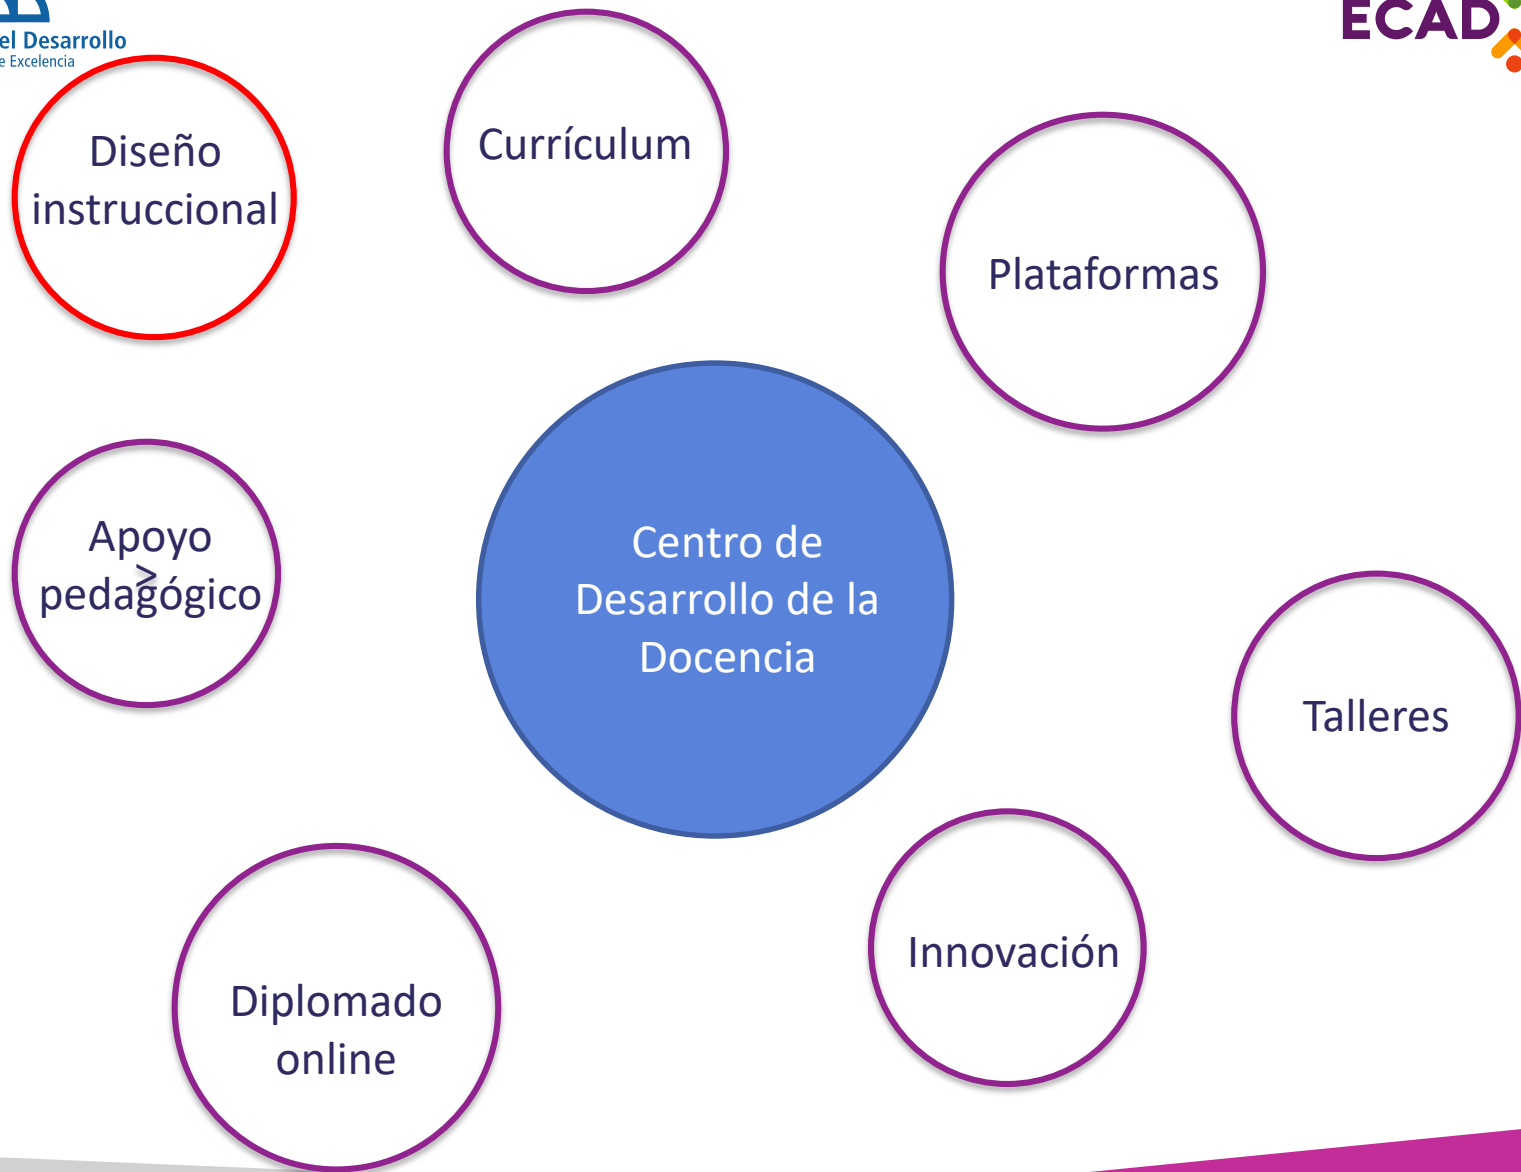 el Desarrollo
e Excelencia
ECAD
Diseño
instruccional
Currículum
Plataformas
Apoyo
>
pedagógico
Centro de
Desarrollo de la
Docencia
Talleres
Innovación
Diplomado
online